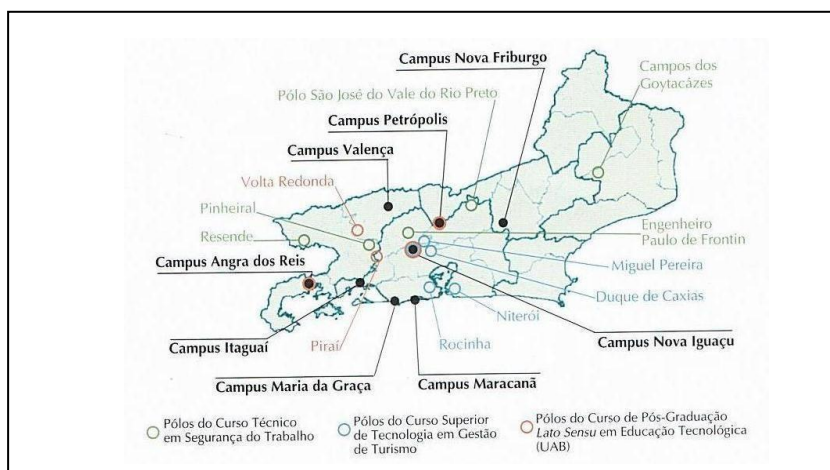 Campus Nova Friburgo
Campos dos
Goytacázes
Pólo São José do Vale do Rio Preto
Campus Petrópolis
Campus Valença
Volta Redonda
Pinheiral
Resende
Engenheiro
Paulo de Frontin
Campus Angra dos Reis
Miguel Pereira
Duque de Caxias
Niterói
Campus Itaguaí
Piraí
Rocinha
Campus Nova Iguaçu
Campus Maria da Graça
Campus Maracanã
Pólos do Curso Técnico
em Segurança do Trabalho
Pólos do Curso Superior
de Tecnologia em Gestão
de Turismo
Pólos do Curso de Pós-Graduação
Lato Sensu em Educação Tecnológica
(UAB)